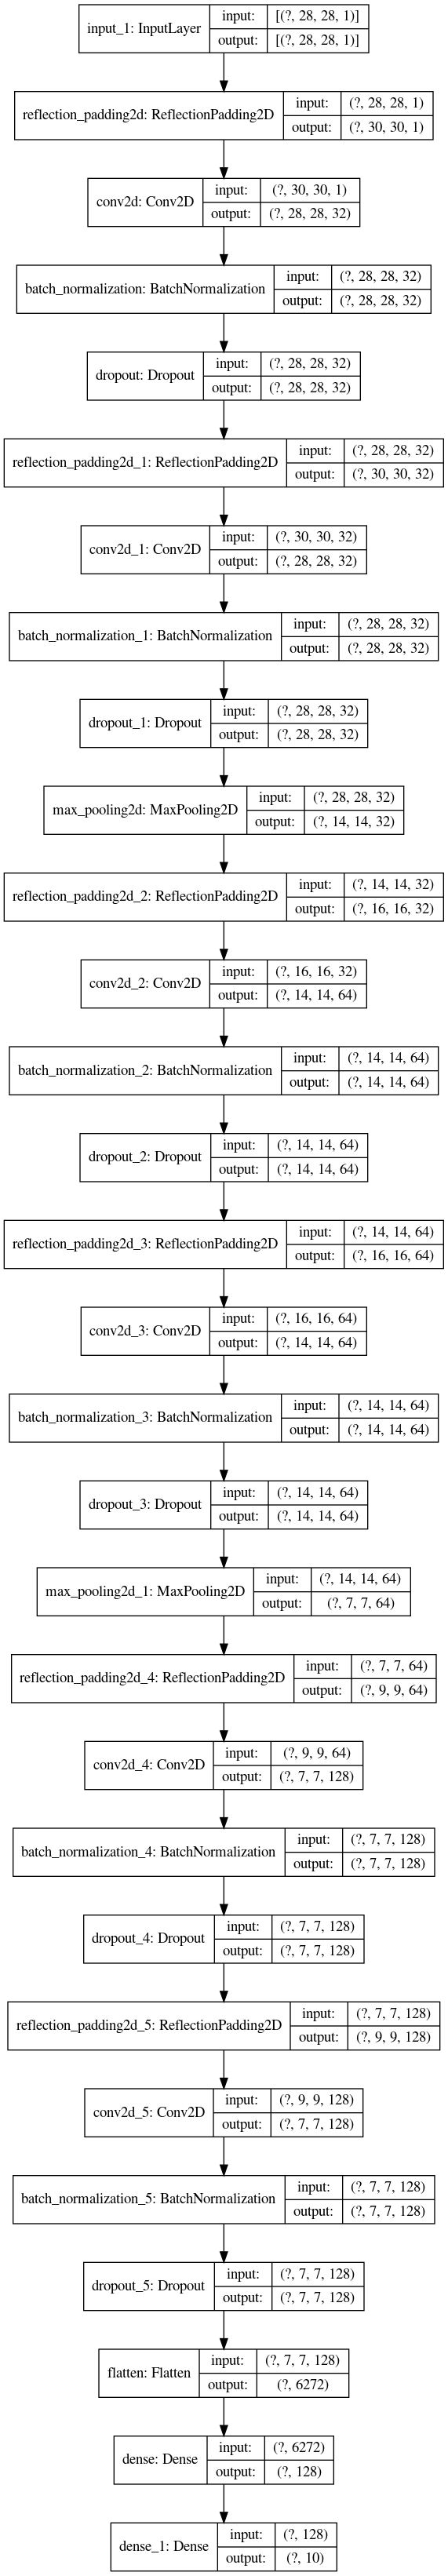 input_1: InputLayer
input: [(?, 28, 28, 1)]
output: [(?, 28, 28, 1)]
reflection_padding2d: ReflectionPadding2D
input: (?, 28, 28, 1)
output: (?, 30, 30, 1)
conv2d: Conv2D
input: (?, 30, 30, 1)
output: (?, 28, 28, 32)
batch_normalization: BatchNormalization
input: (?, 28, 28, 32)
output: (?, 28, 28, 32)
dropout: Dropout
input: (?, 28, 28, 32)
output: (?, 28, 28, 32)
reflection_padding2d_1: ReflectionPadding2D
input: (?, 28, 28, 32)
output: (?, 30, 30, 32)
conv2d_1: Conv2D
input: (?, 30, 30, 32)
output: (?, 28, 28, 32)
batch_normalization_1: BatchNormalization
input: (?, 28, 28, 32)
output: (?, 28, 28, 32)
dropout_1: Dropout
input: (?, 28, 28, 32)
output: (?, 28, 28, 32)
max_pooling2d: MaxPooling2D
input: (?, 28, 28, 32)
output: (?, 14, 14, 32)
reflection_padding2d_2: ReflectionPadding2D
input: (?, 14, 14, 32)
output: (?, 16, 16, 32)
conv2d_2: Conv2D
input: (?, 16, 16, 32)
output: (?, 14, 14, 64)
batch_normalization_2: BatchNormalization
input: (?, 14, 14, 64)
output: (?, 14, 14, 64)
dropout_2: Dropout
input: (?, 14, 14, 64)
output: (?, 14, 14, 64)
reflection_padding2d_3: ReflectionPadding2D
input: (?, 14, 14, 64)
output: (?, 16, 16, 64)
conv2d_3: Conv2D
input: (?, 16, 16, 64)
output: (?, 14, 14, 64)
batch_normalization_3: BatchNormalization
input: (?, 14, 14, 64)
output: (?, 14, 14, 64)
dropout_3: Dropout
input: (?, 14, 14, 64)
output: (?, 14, 14, 64)
max_pooling2d_1: MaxPooling2D
input: (?, 14, 14, 64)
output: (?, 7, 7, 64)
reflection_padding2d_4: ReflectionPadding2D
input: (?, 7, 7, 64)
output: (?, 9, 9, 64)
conv2d_4: Conv2D
input: (?, 9, 9, 64)
output: (?, 7, 7, 128)
batch_normalization_4: BatchNormalization
input: (?, 7, 7, 128)
output: (?, 7, 7, 128)
dropout_4: Dropout
input: (?, 7, 7, 128)
output: (?, 7, 7, 128)
reflection_padding2d_5: ReflectionPadding2D
input: (?, 7, 7, 128)
output: (?, 9, 9, 128)
conv2d_5: Conv2D
input: (?, 9, 9, 128)
output: (?, 7, 7, 128)
batch_normalization_5: BatchNormalization
input: (?, 7, 7, 128)
output: (?, 7, 7, 128)
dropout_5: Dropout
input: (?, 7, 7, 128)
output: (?, 7, 7, 128)
flatten: Flatten
input: (?, 7, 7, 128)
output: (?, 6272)
dense: Dense
input: (?, 6272)
output: (?, 128)
dense_1: Dense
input: (?, 128)
output: (?, 10)